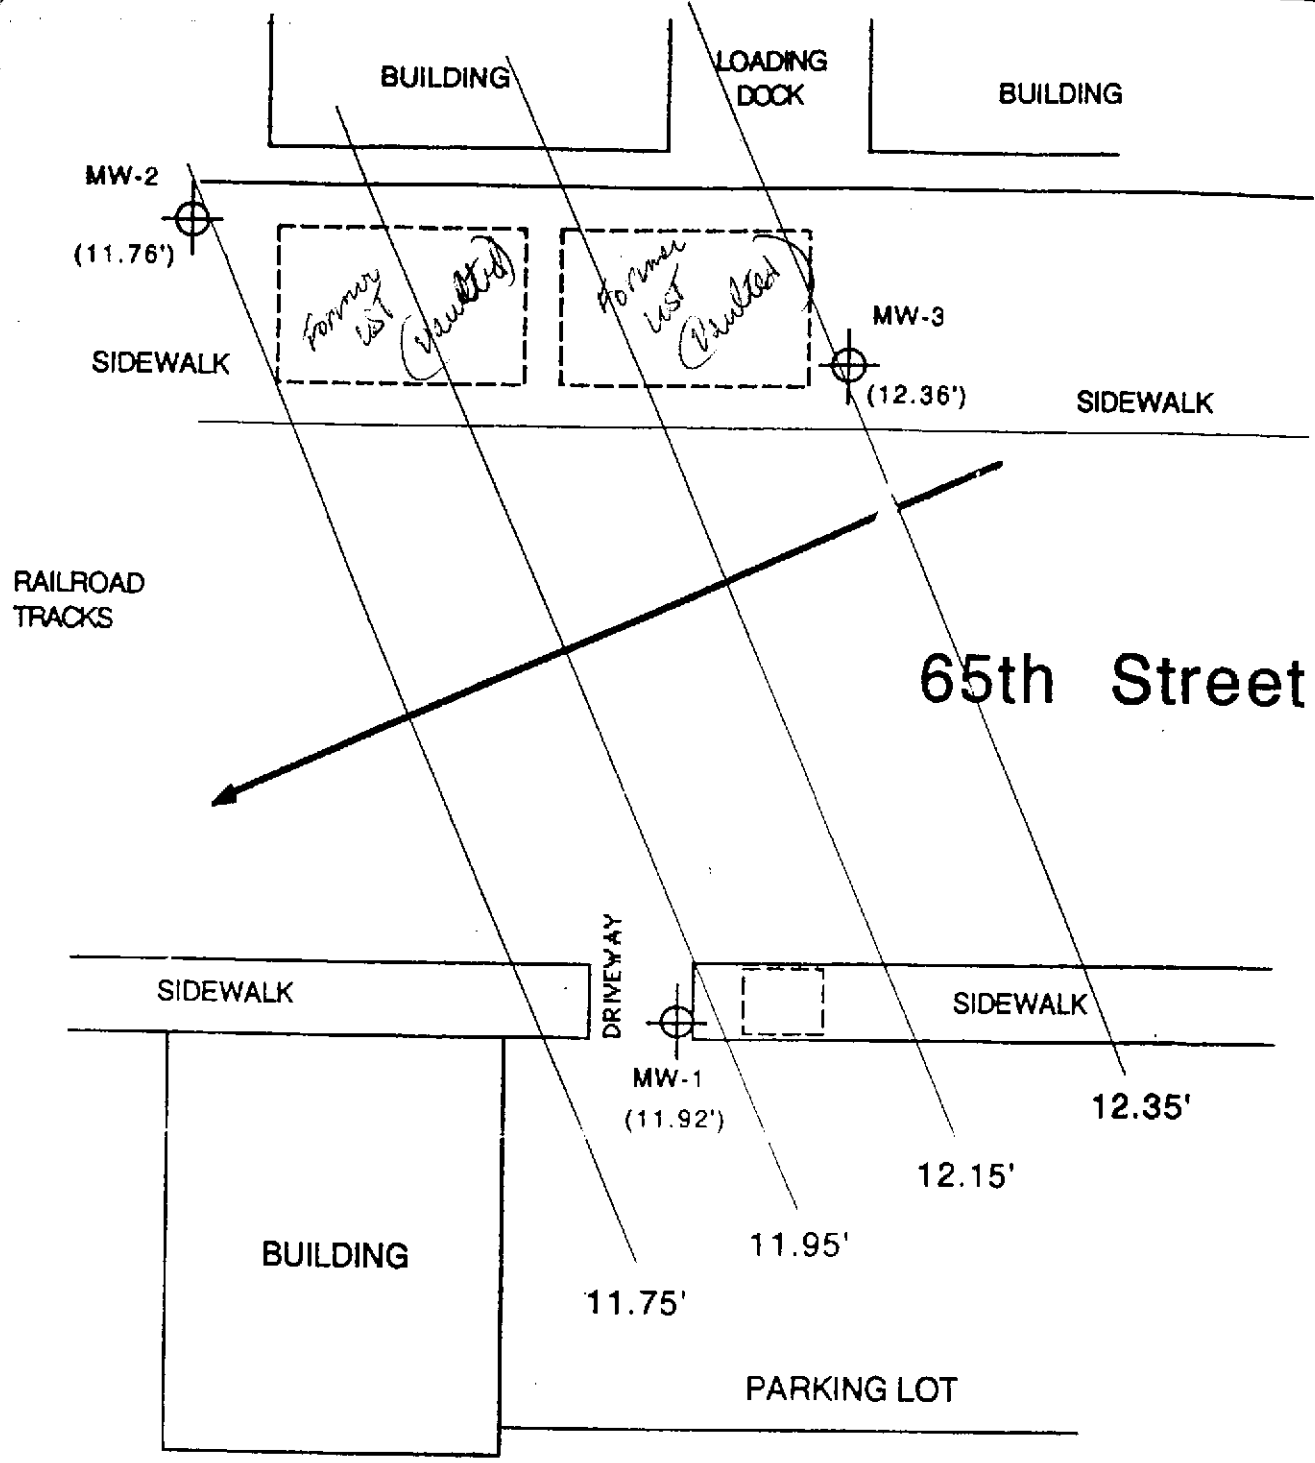 BUILDING
LOADING
DOCK
BUILDING
MW-2
(11.76')
Former
UST
(Vaulted)
Former
UST
(Vaulted)
MW-3
(12.36')
SIDEWALK
SIDEWALK
RAILROAD
TRACKS
65th Street
SIDEWALK
DRIVEWAY
SIDEWALK
MW-1
(11.92')
12.35'
12.15'
11.95'
11.75'
BUILDING
PARKING LOT